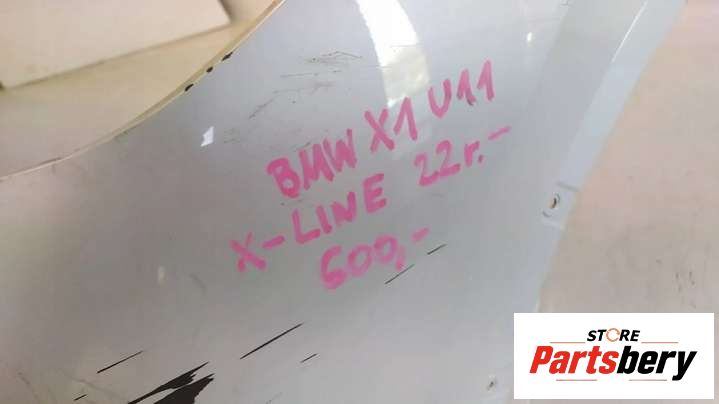 BMW X1 U11
X-LINE 22r.-
600,-
STORE
Partsbery